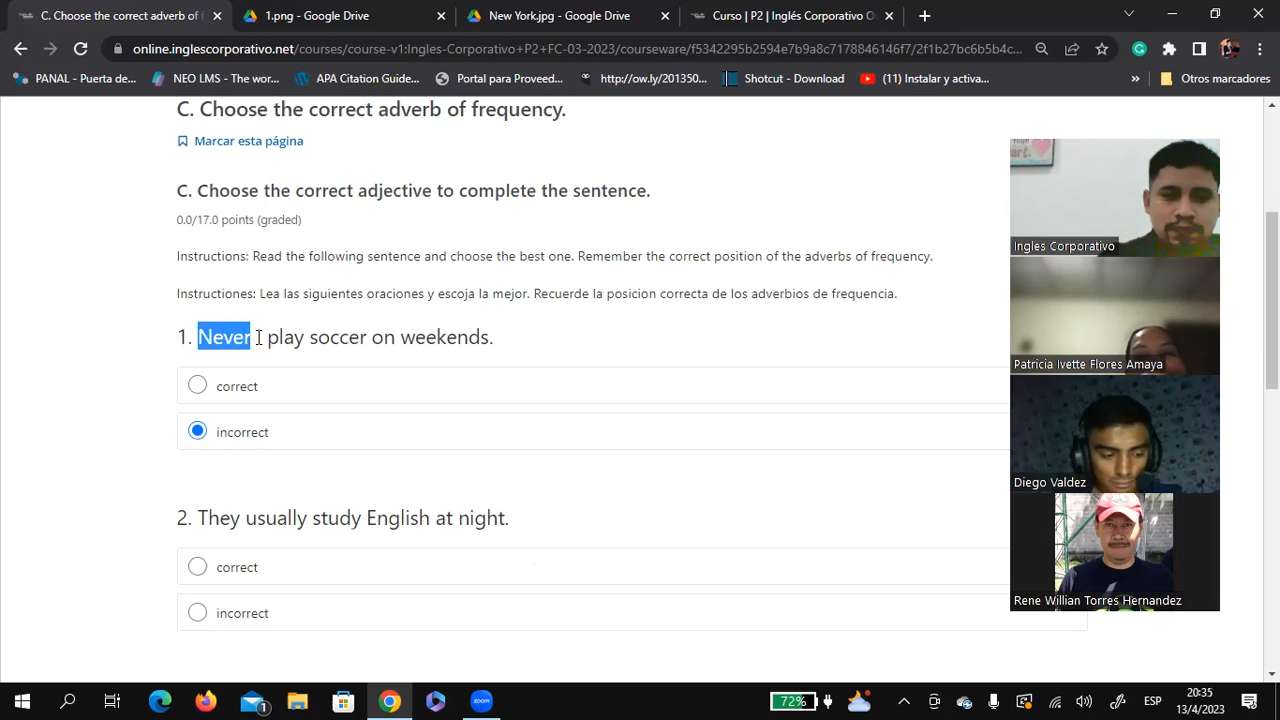 C. Choose the correct adverb of f
1.png - Google Drive
New York.jpg - Google Drive
Curso | P2 | Inglés Corporativo O
online.inglescorporativo.net/courses/course-v1:Ingles-Corporativo+P2+FC-03-2023/courseware/f5342295b2594e7b9a8c7178846146f7/2f1b27bc6b5b4c...
PANAL - Puerta de...
NEO LMS - The wor...
APA Citation Guide...
Portal para Proveed...
http://ow.ly/201350...
Shotcut - Download
(11) Instalar y activa...
»
Otros marcadores
C. Choose the correct adverb of frequency.
Marcar esta página
C. Choose the correct adjective to complete the sentence.
0.0/17.0 points (graded)
Instructions: Read the following sentence and choose the best one. Remember the correct position of the adverbs of frequency.
Instructiones: Lea las siguientes oraciones y escoja la mejor. Recuerde la posicion correcta de los adverbios de frecuencia.
1. Never I play soccer on weekends.
correct
incorrect
2. They usually study English at night.
correct
incorrect
Ingles Corporativo
Patricia Ivette Flores Amaya
Diego Valdez
Rene Willian Torres Hernandez
1
zoom
72%
ESP
20:35
13/4/2023